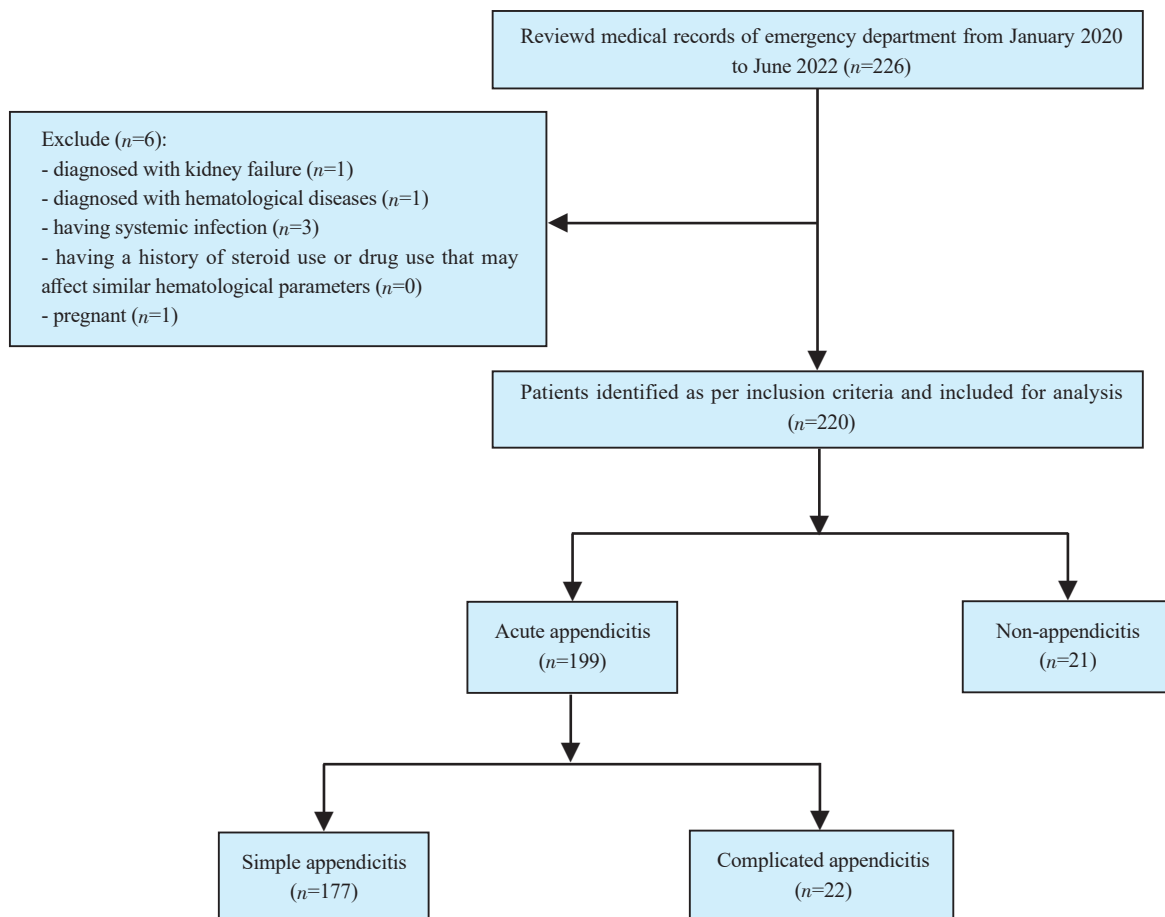 Reviewd medical records of emergency department from January 2020
to June 2022 (n=226)
Exclude (n=6):
- diagnosed with kidney failure (n=1)
- diagnosed with hematological diseases (n=1)
- having systemic infection (n=3)
- having a history of steroid use or drug use that may
affect similar hematological parameters (n=0)
- pregnant (n=1)
Patients identified as per inclusion criteria and included for analysis
(n=220)
Acute appendicitis
(n=199)
Non-appendicitis
(n=21)
Simple appendicitis
(n=177)
Complicated appendicitis
(n=22)